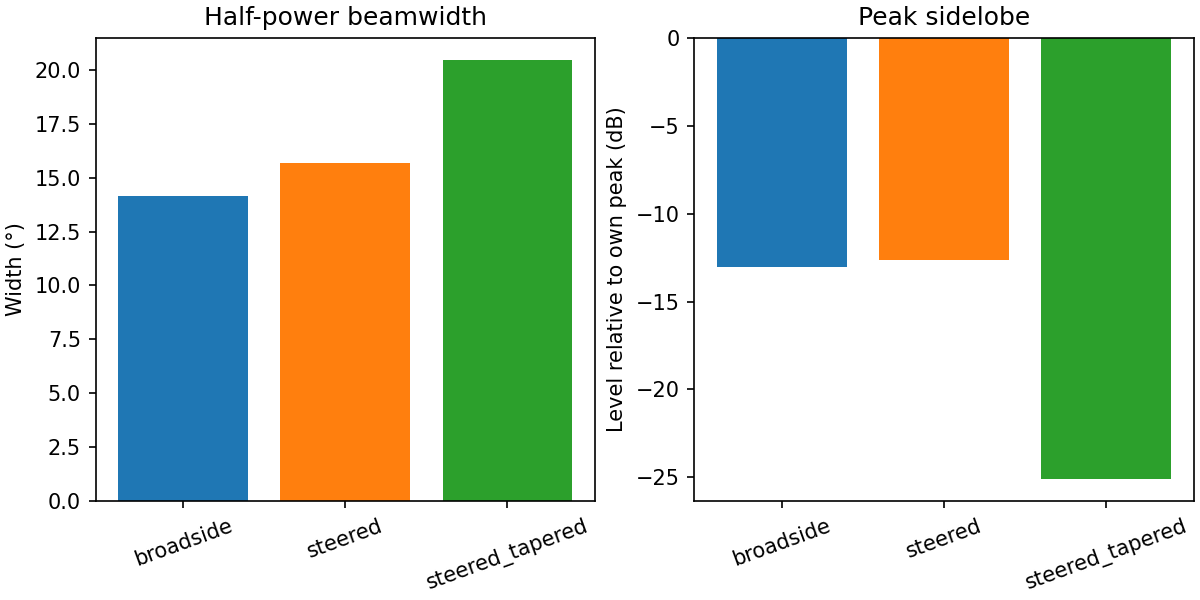 Half-power beamwidth
Width (°)
20.0
17.5
15.0
12.5
10.0
7.5
5.0
2.5
0.0
broadside
steered
steered_tapered
Peak sidelobe
Level relative to own peak (dB)
0
−5
−10
−15
−20
−25
broadside
steered
steered_tapered